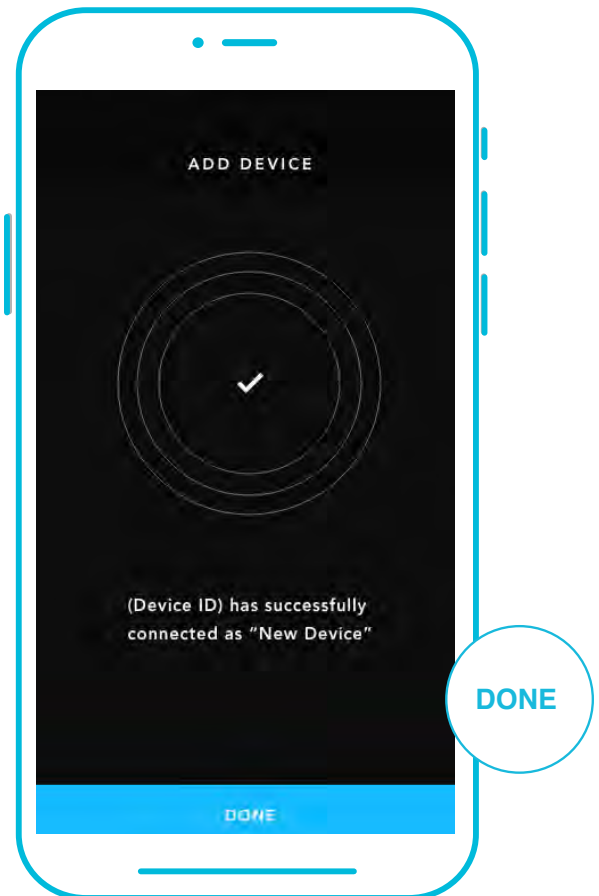 ADD DEVICE
(Device ID) has successfully
connected as “New Device”
DONE
DONE